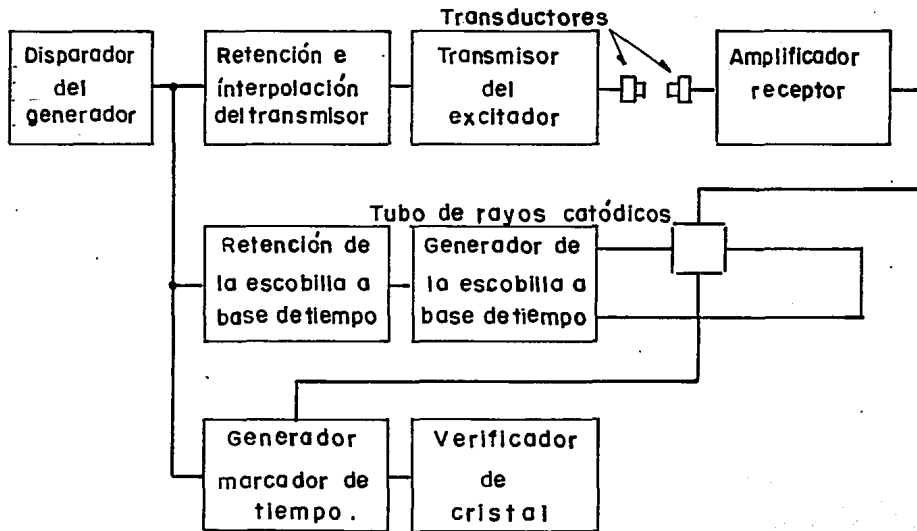 Transductores
Disparador
del
generador
Retención e
interpolación
del transmisor
Transmisor
del
excitador
Amplificador
receptor
Tubo de rayos catódicos
Retención de
la escobilla a
base de tiempo
Generador de
la escobilla a
base de tiempo
Generador
marcador de
tiempo.
Verificador
de
cristal